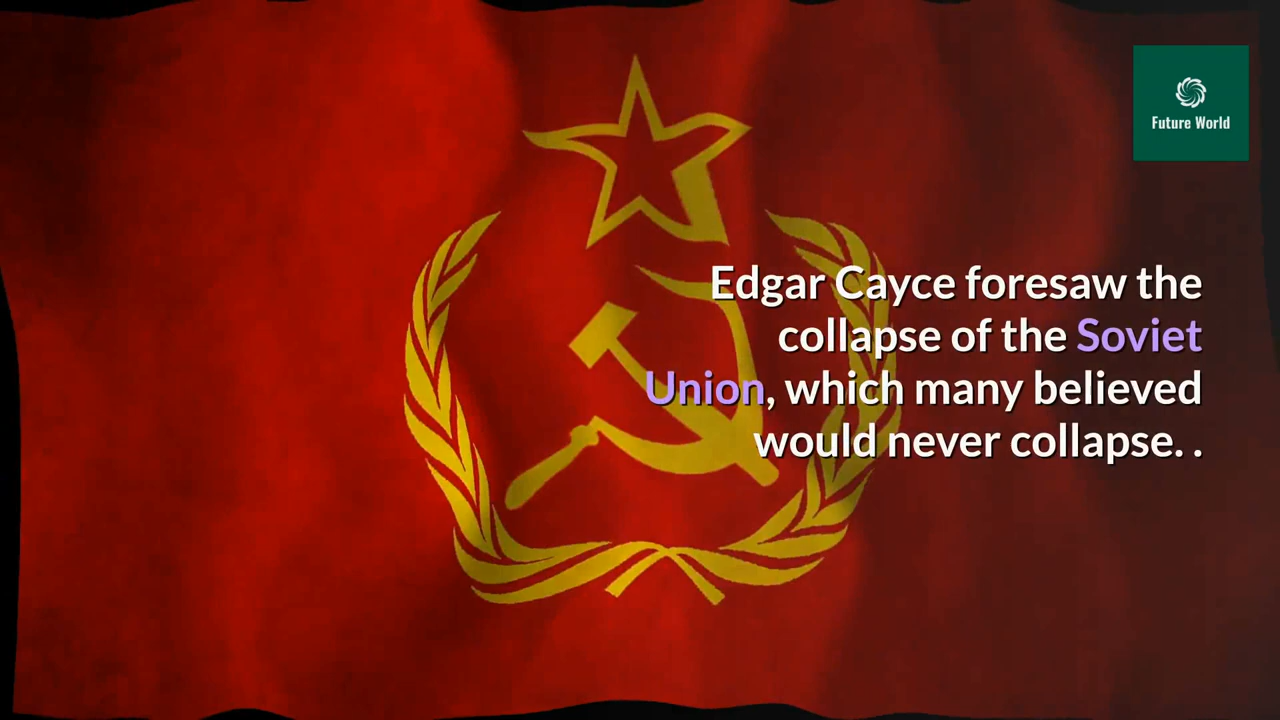 Future World
Edgar Cayce foresaw the
collapse of the Soviet
Union, which many believed
would never collapse. .